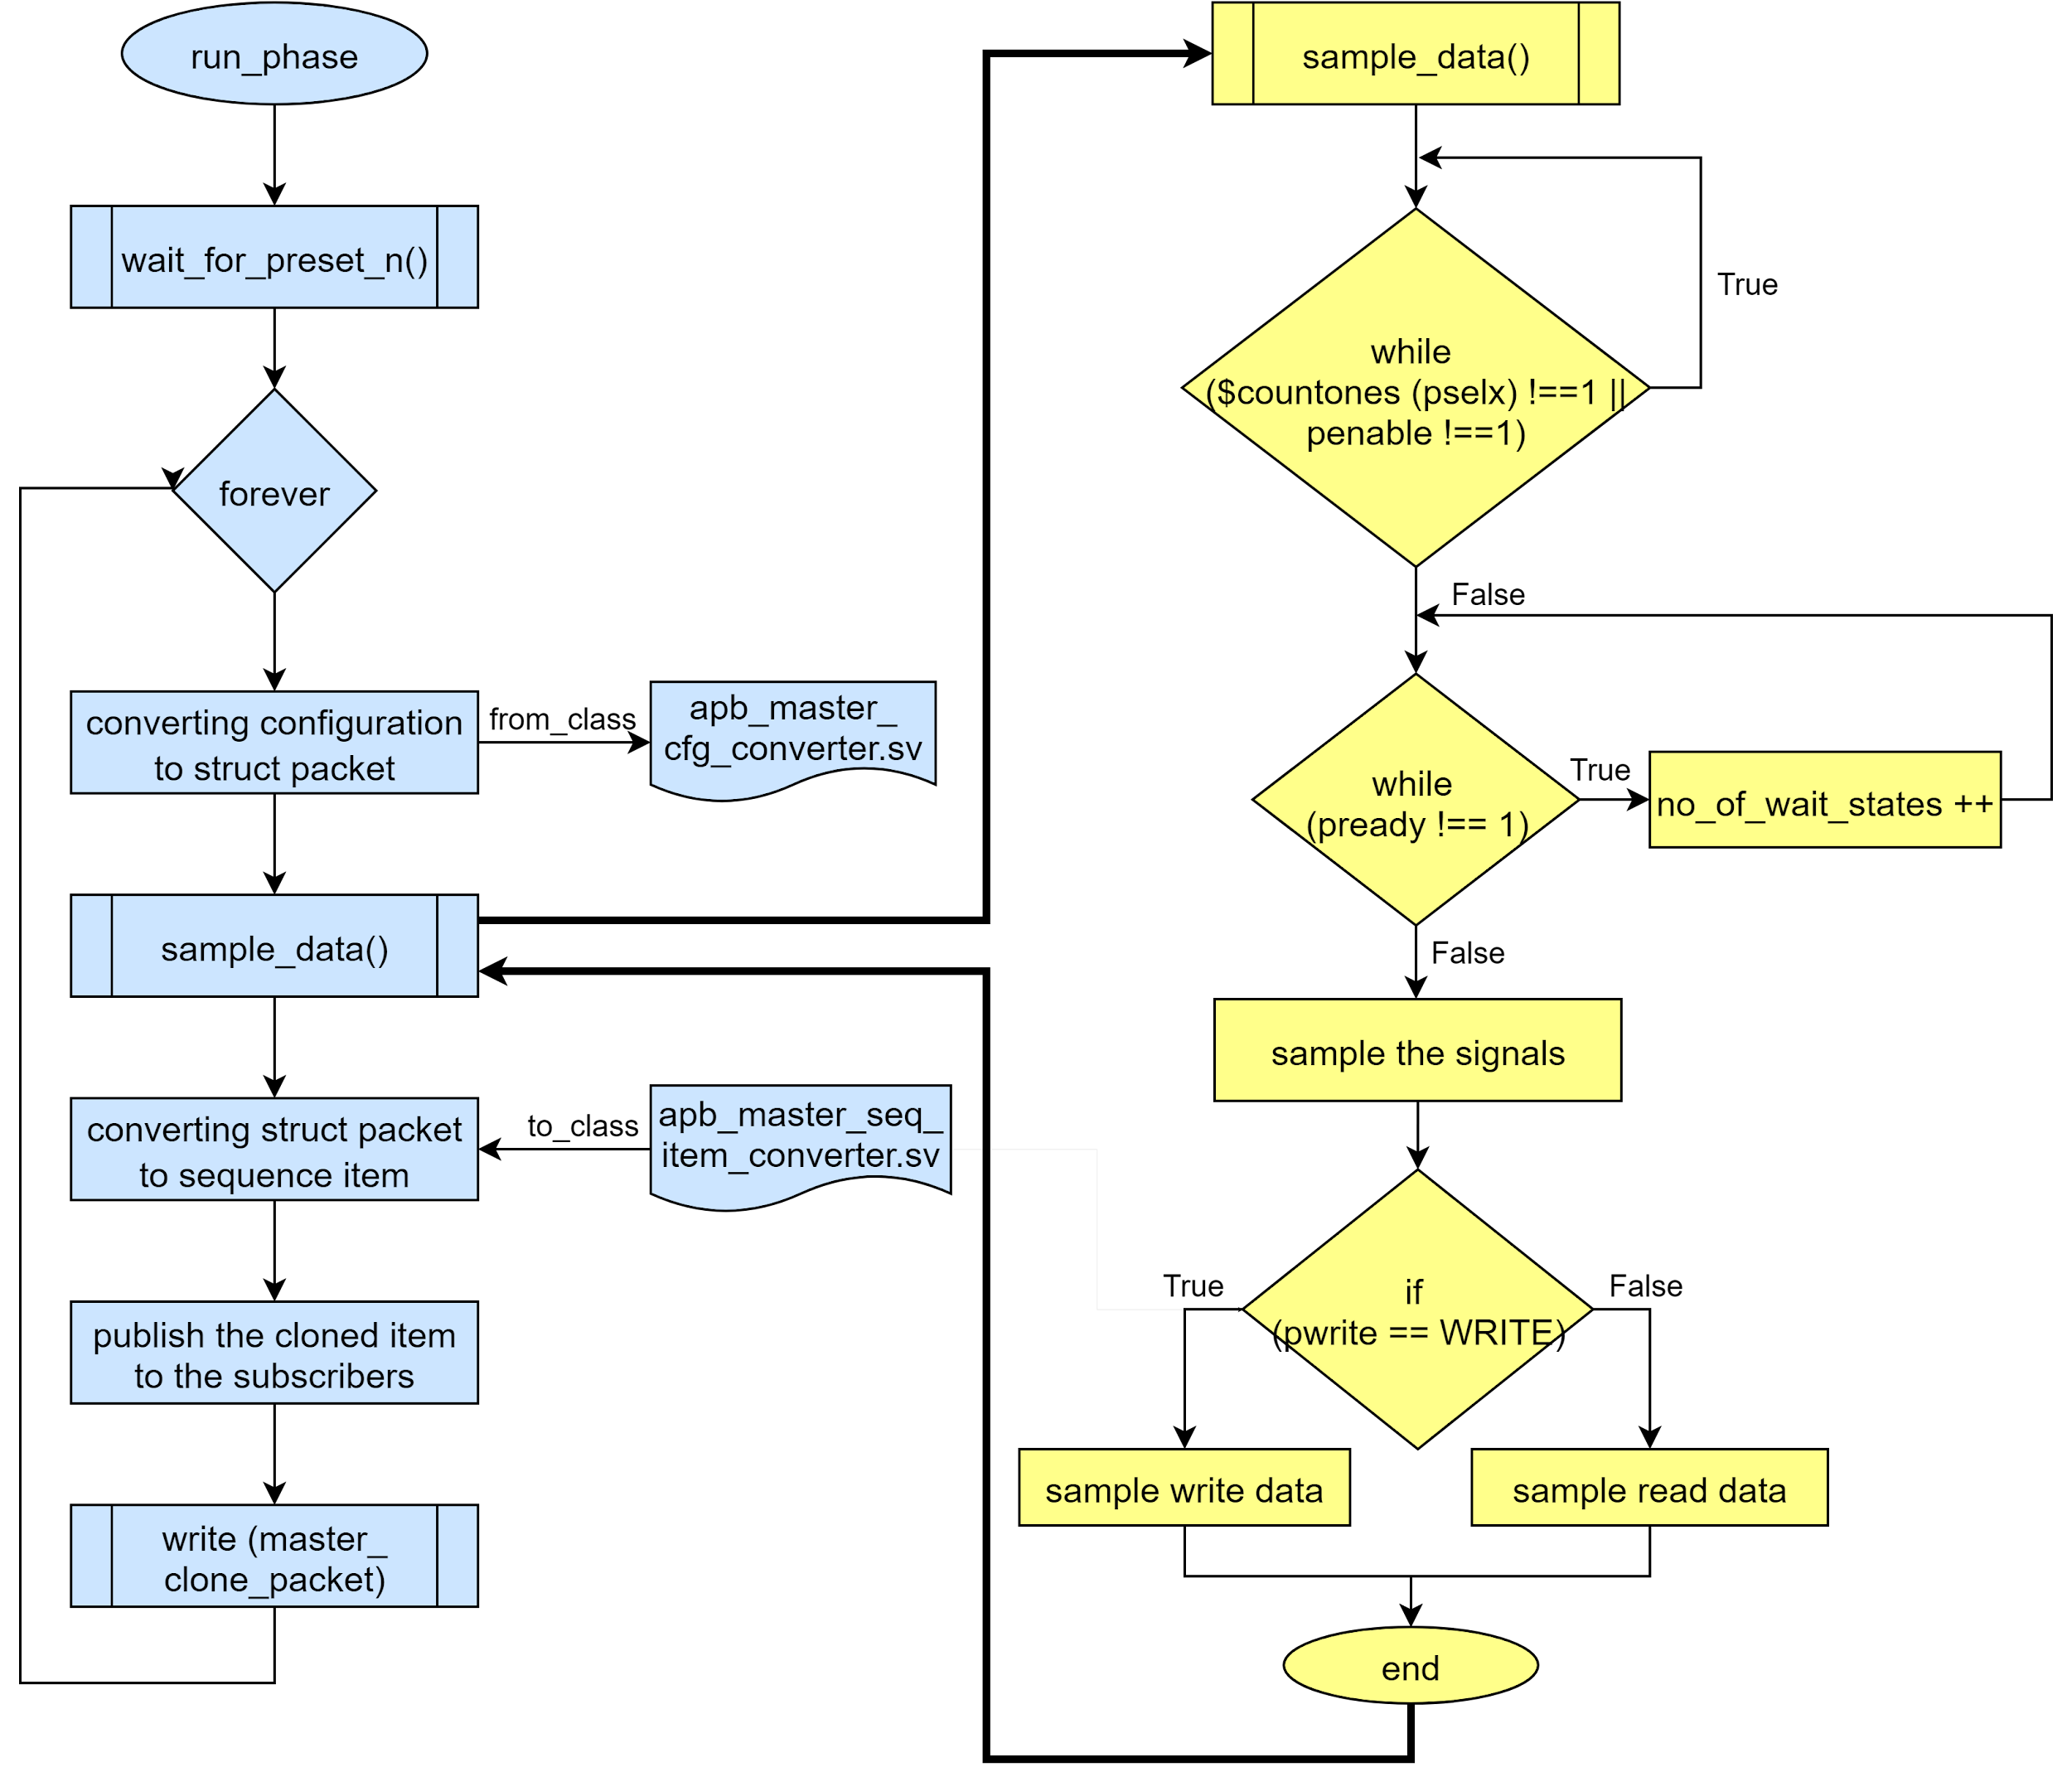 run_phase
wait_for_preset_n()
forever
converting configuration
to struct packet
from_class
apb_master_
cfg_converter.sv
sample_data()
converting struct packet
to sequence item
to_class
apb_master_seq_
item_converter.sv
publish the cloned item
to the subscribers
write (master_
clone_packet)
sample_data()
while
($countones (pselx) !==1 ||
penable !==1)
True
False
while
(pready !== 1)
True
no_of_wait_states ++
False
sample the signals
if
(pwrite == WRITE)
True
False
sample write data
sample read data
end